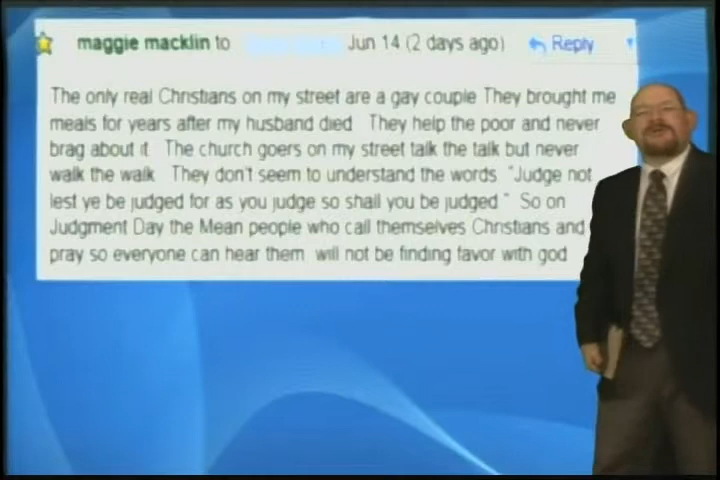 maggie macklin to Jun 14 (2 days ago) Reply
The only real Christians on my street are a gay couple They brought me
meals for years after my husband died They help the poor and never
brag about it The church goers on my street talk the talk but never
walk the walk They don't seem to understand the words "Judge not
lest ye be judged for as you judge so shall you be judged." So on
Judgment Day the Mean people who call themselves Christians and
pray so everyone can hear them will not be finding favor with god